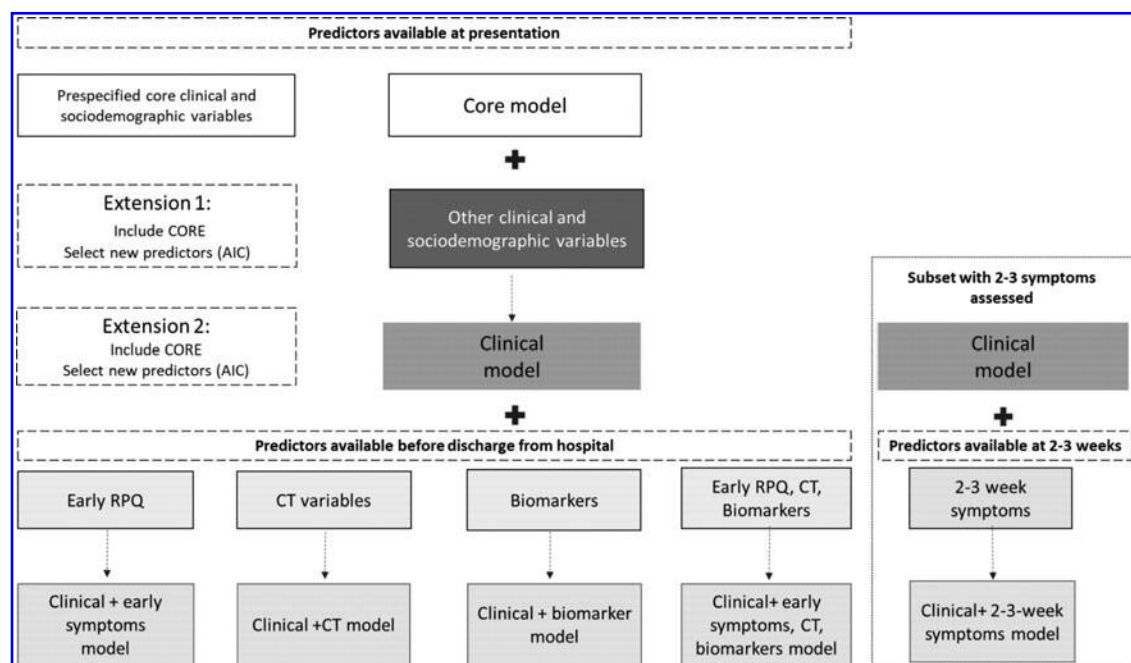 Predictors available at presentation
Prespecified core clinical and
sociodemographic variables
Core model
+
Extension 1:
Include CORE
Select new predictors (AIC)
Other clinical and
sociodemographic variables
Subset with 2-3 symptoms
assessed
Extension 2:
Include CORE
Select new predictors (AIC)
Clinical
model
Clinical
model
+
+
Predictors available before discharge from hospital
Predictors available at 2-3 weeks
Early RPQ
CT variables
Biomarkers
Early RPQ, CT,
Biomarkers
2-3 week
symptoms
Clinical + early
symptoms model
Clinical +CT model
Clinical + biomarker
model
Clinical+ early
symptoms, CT,
biomarkers model
Clinical+ 2-3-week
symptoms model